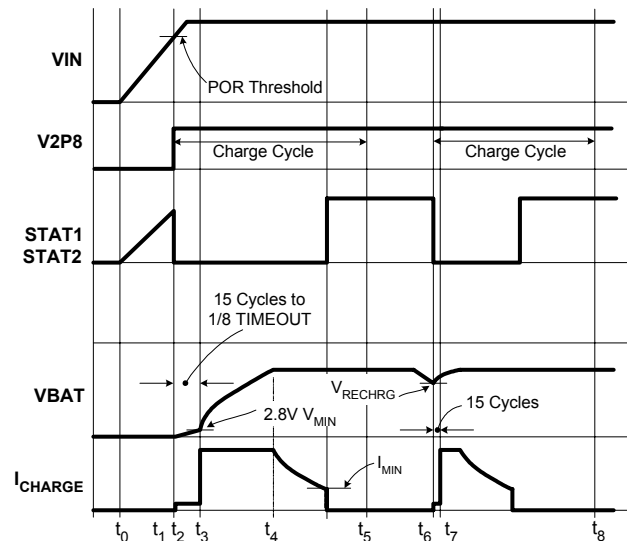 VIN
POR Threshold
V2P8
Charge Cycle
Charge Cycle
STAT1
STAT2
15 Cycles to
1/8 TIMEOUT
VBAT
VRECHRG
2.8V VMIN
15 Cycles
ICHARGE
IMIN
t0 t1 t2 t3 t4 t5 t6 t7 t8